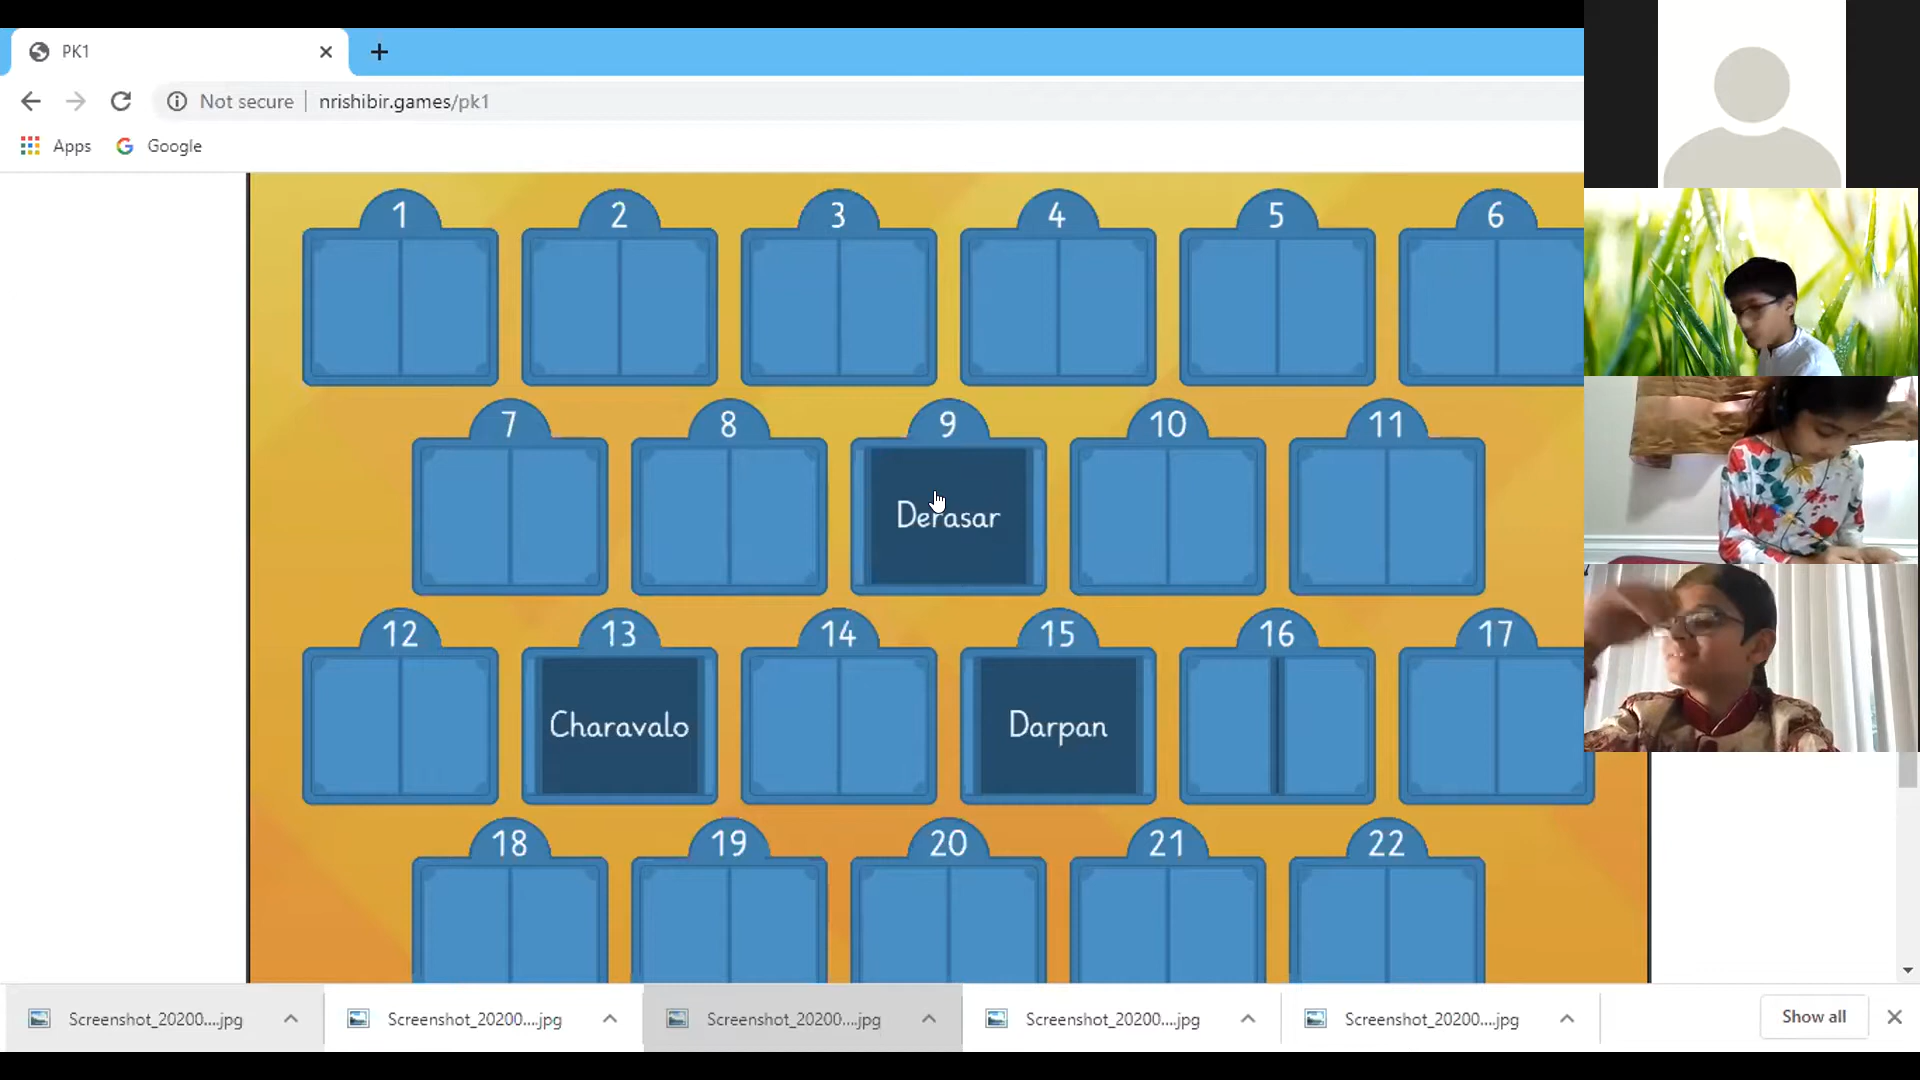 PK1
Not secure nrishibir.games/pk1
Apps Google
1 2 3 4 5 6
7 8 9 10 11
Derasar
12 13 14 15 16 17
Charavalo Darpan
18 19 20 21 22
Screenshot_20200....jpg Screenshot_20200....jpg Screenshot_20200....jpg Screenshot_20200....jpg Screenshot_20200....jpg Show all